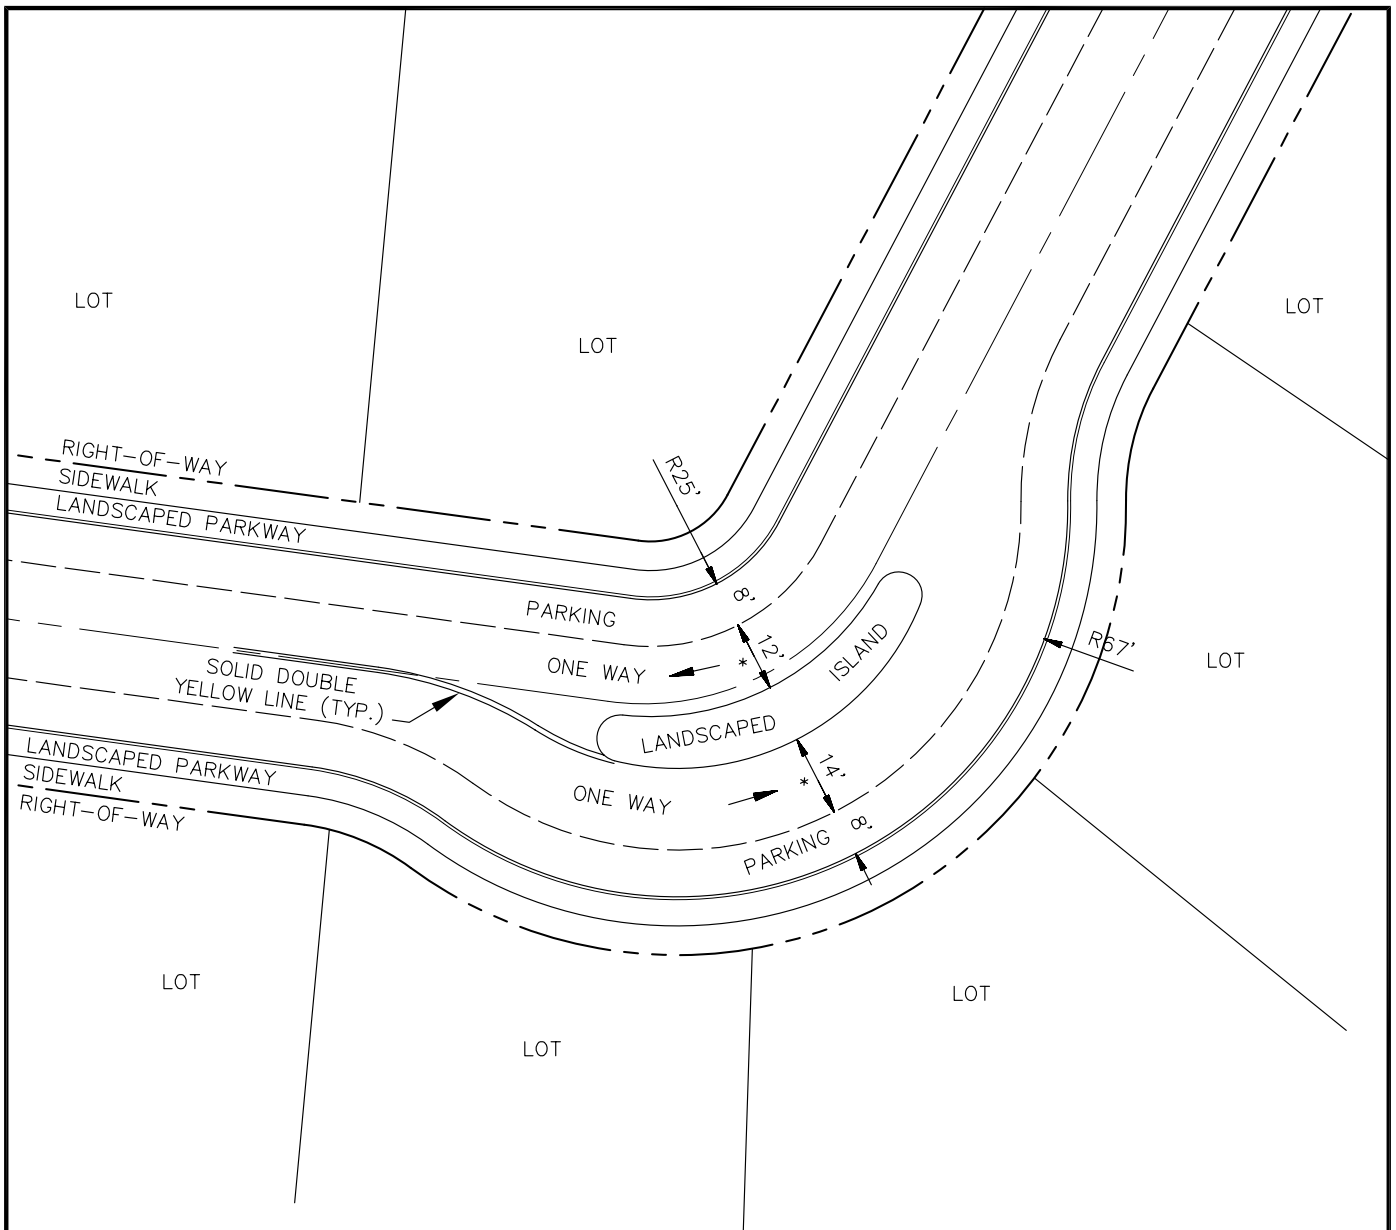 LOT
LOT
LOT
RIGHT-OF-WAY
SIDEWALK
LANDSCAPED PARKWAY
R25'
PARKING
8'
12'
ONE WAY
*
ISLAND
R67'
LOT
SOLID DOUBLE
YELLOW LINE (TYP.)
LANDSCAPED
LANDSCAPED PARKWAY
SIDEWALK
RIGHT-OF-WAY
ONE WAY
*
14'
8'
PARKING
LOT
LOT
LOT